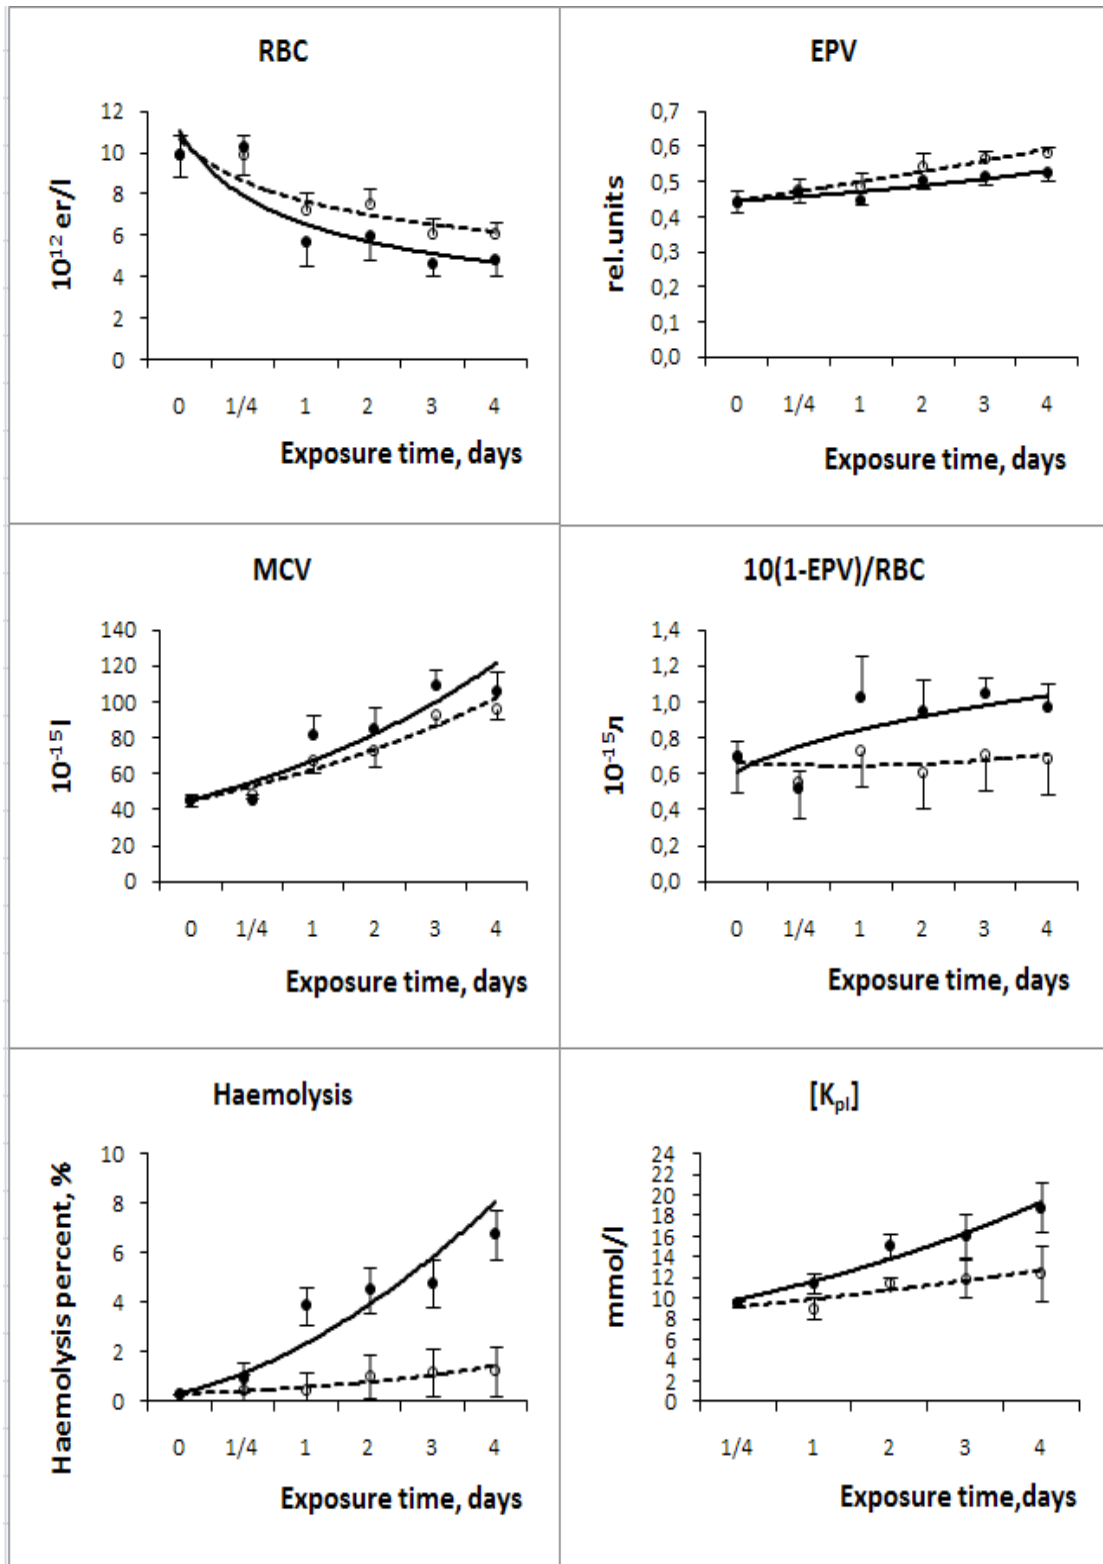 RBC
10¹² er/l
12
10
8
6
4
2
0
0 1/4 1 2 3 4
Exposure time, days
EPV
rel.units
0,7
0,6
0,5
0,4
0,3
0,2
0,1
0,0
0 1/4 1 2 3 4
Exposure time, days
MCV
10⁻¹⁵l
140
120
100
80
60
40
20
0
0 1/4 1 2 3 4
Exposure time, days
10(1-EPV)/RBC
10⁻¹⁵л
1,4
1,2
1,0
0,8
0,6
0,4
0,2
0,0
0 1/4 1 2 3 4
Exposure time, days
Haemolysis
Haemolysis percent, %
10
8
6
4
2
0
0 1/4 1 2 3 4
Exposure time, days
[Kpl]
mmol/l
24
22
20
18
16
14
12
10
8
6
4
2
0
1/4 1 2 3 4
Exposure time,days